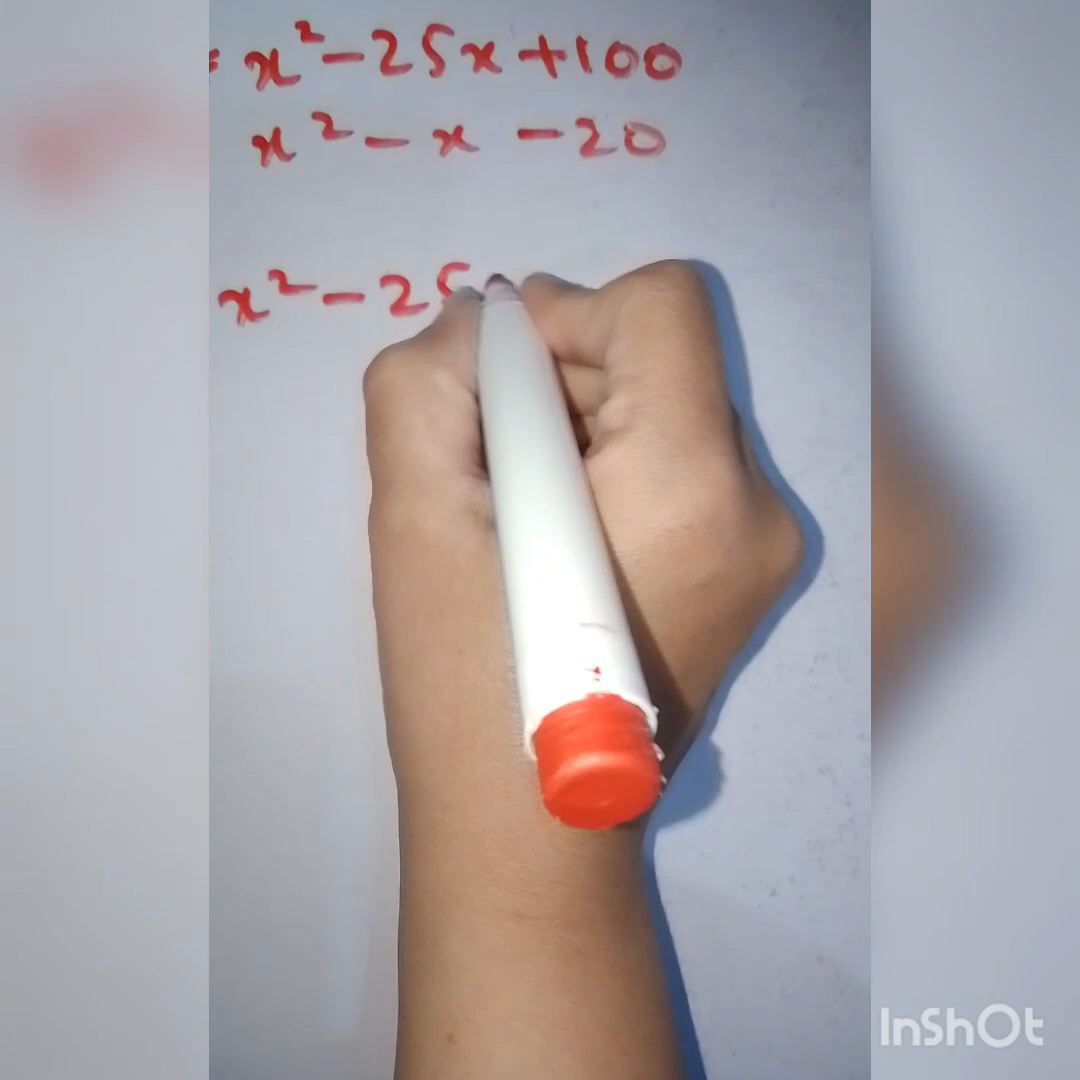 = x² - 25x + 100
x² - x - 20
x² - 25
InShOt